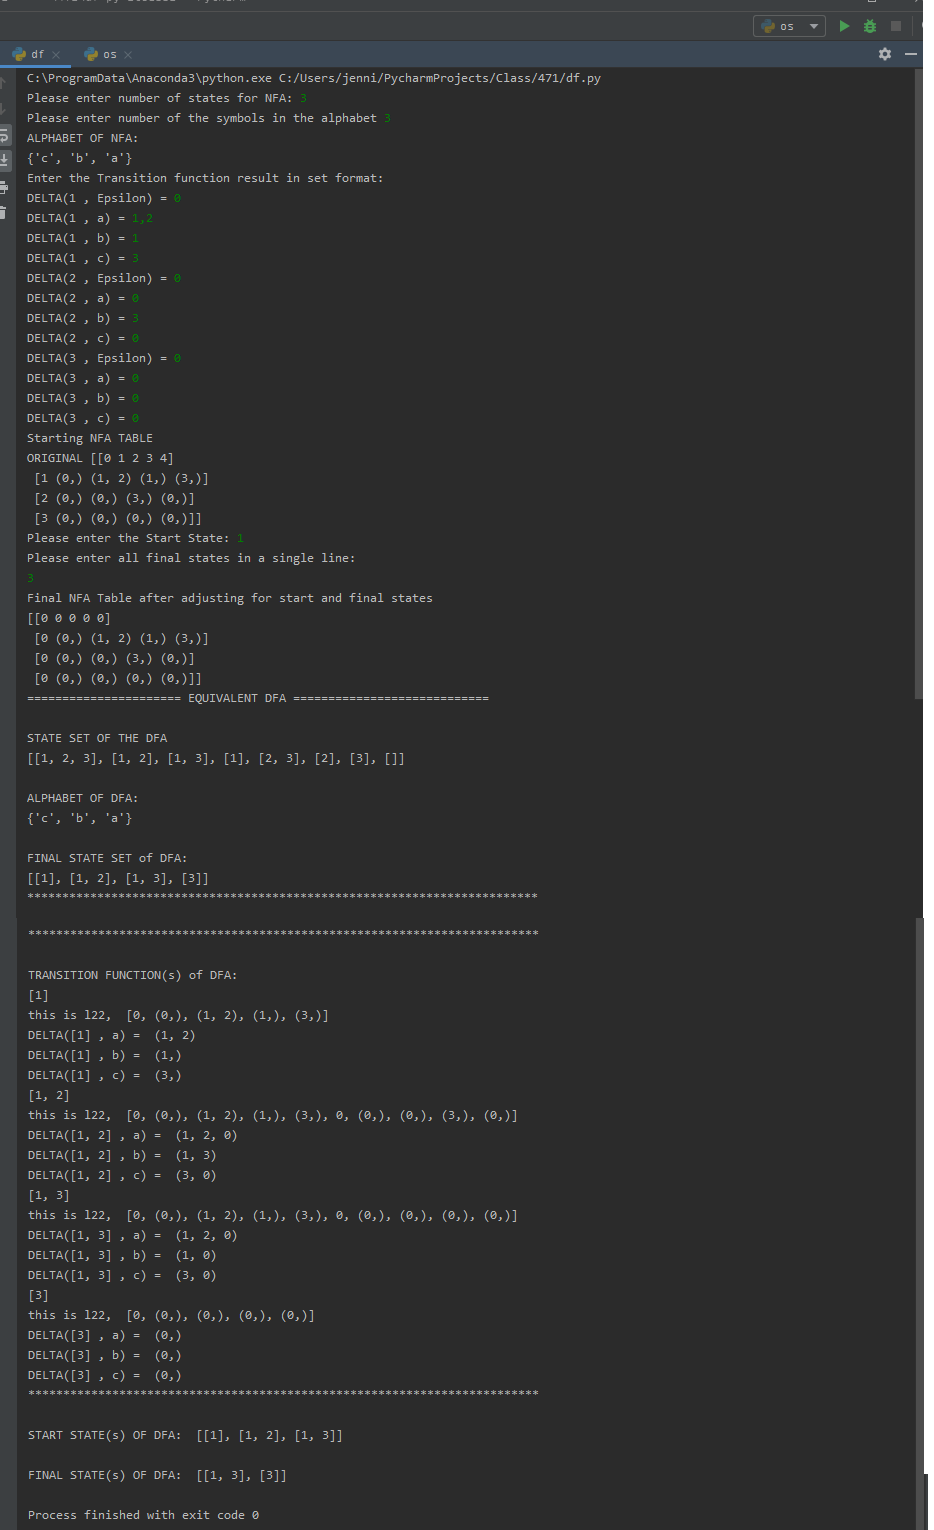 os
df × os ×
C:\ProgramData\Anaconda3\python.exe C:/Users/jenni/PycharmProjects/Class/471/df.py
Please enter number of states for NFA: 3
Please enter number of the symbols in the alphabet 3
ALPHABET OF NFA:
{'c', 'b', 'a'}
Enter the Transition function result in set format:
DELTA(1 , Epsilon) = 0
DELTA(1 , a) = 1,2
DELTA(1 , b) = 1
DELTA(1 , c) = 3
DELTA(2 , Epsilon) = 0
DELTA(2 , a) = 0
DELTA(2 , b) = 3
DELTA(2 , c) = 0
DELTA(3 , Epsilon) = 0
DELTA(3 , a) = 0
DELTA(3 , b) = 0
DELTA(3 , c) = 0
Starting NFA TABLE
ORIGINAL [[0 1 2 3 4]
 [1 (0,) (1, 2) (1,) (3,)]
 [2 (0,) (0,) (3,) (0,)]
 [3 (0,) (0,) (0,) (0,)]]
Please enter the Start State: 1
Please enter all final states in a single line:
3
Final NFA Table after adjusting for start and final states
[[0 0 0 0 0]
 [0 (0,) (1, 2) (1,) (3,)]
 [0 (0,) (0,) (3,) (0,)]
 [0 (0,) (0,) (0,) (0,)]]
====================== EQUIVALENT DFA ============================
STATE SET OF THE DFA
[[1, 2, 3], [1, 2], [1, 3], [1], [2, 3], [2], [3], []]
ALPHABET OF DFA:
{'c', 'b', 'a'}
FINAL STATE SET of DFA:
[[1], [1, 2], [1, 3], [3]]
*************************************************************************
*************************************************************************
TRANSITION FUNCTION(s) of DFA:
[1]
this is l22,  [0, (0,), (1, 2), (1,), (3,)]
DELTA([1] , a) =  (1, 2)
DELTA([1] , b) =  (1,)
DELTA([1] , c) =  (3,)
[1, 2]
this is l22,  [0, (0,), (1, 2), (1,), (3,), 0, (0,), (0,), (3,), (0,)]
DELTA([1, 2] , a) =  (1, 2, 0)
DELTA([1, 2] , b) =  (1, 3)
DELTA([1, 2] , c) =  (3, 0)
[1, 3]
this is l22,  [0, (0,), (1, 2), (1,), (3,), 0, (0,), (0,), (0,), (0,)]
DELTA([1, 3] , a) =  (1, 2, 0)
DELTA([1, 3] , b) =  (1, 0)
DELTA([1, 3] , c) =  (3, 0)
[3]
this is l22,  [0, (0,), (0,), (0,), (0,)]
DELTA([3] , a) =  (0,)
DELTA([3] , b) =  (0,)
DELTA([3] , c) =  (0,)
*************************************************************************
START STATE(s) OF DFA:  [[1], [1, 2], [1, 3]]
FINAL STATE(s) OF DFA:  [[1, 3], [3]]
Process finished with exit code 0